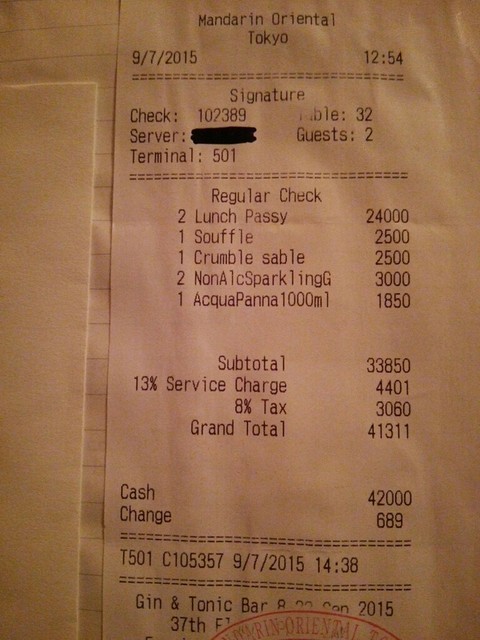 Mandarin Oriental
Tokyo
9/7/2015 12:54
Signature
Check: 102389 Table: 32
Server: Guests: 2
Terminal: 501
Regular Check
2 Lunch Passy 24000
1 Souffle 2500
1 Crumble sable 2500
2 NonAlcSparklingG 3000
1 AcquaPanna1000ml 1850
Subtotal 33850
13% Service Charge 4401
8% Tax 3060
Grand Total 41311
Cash 42000
Change 689
T501 C105357 9/7/2015 14:38
Gin & Tonic Bar 8 Sep 2015
37th